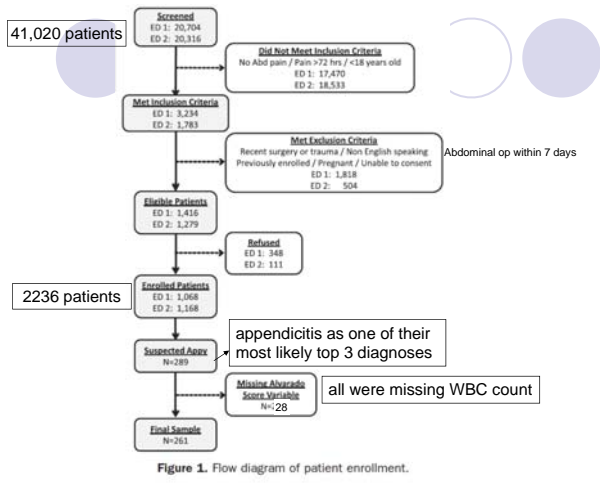 Screened
ED 1: 20,704
ED 2: 20,316
41,020 patients
Did Not Meet Inclusion Criteria
No Abd pain / Pain >72 hrs / <18 years old
ED 1: 17,470
ED 2: 18,533
Met Inclusion Criteria
ED 1: 3,234
ED 2: 1,783
Met Exclusion Criteria
Recent surgery or trauma / Non English speaking
Previously enrolled / Pregnant / Unable to consent
ED 1: 1,818
ED 2: 504
Abdominal op within 7 days
Eligible Patients
ED 1: 1,416
ED 2: 1,279
Refused
ED 1: 348
ED 2: 111
Enrolled Patients
ED 1: 1,068
ED 2: 1,168
2236 patients
Suspected Appy
N=289
appendicitis as one of their
most likely top 3 diagnoses
Missing Alvarado
Score Variable
N=28
all were missing WBC count
Final Sample
N=261
Figure 1. Flow diagram of patient enrollment.